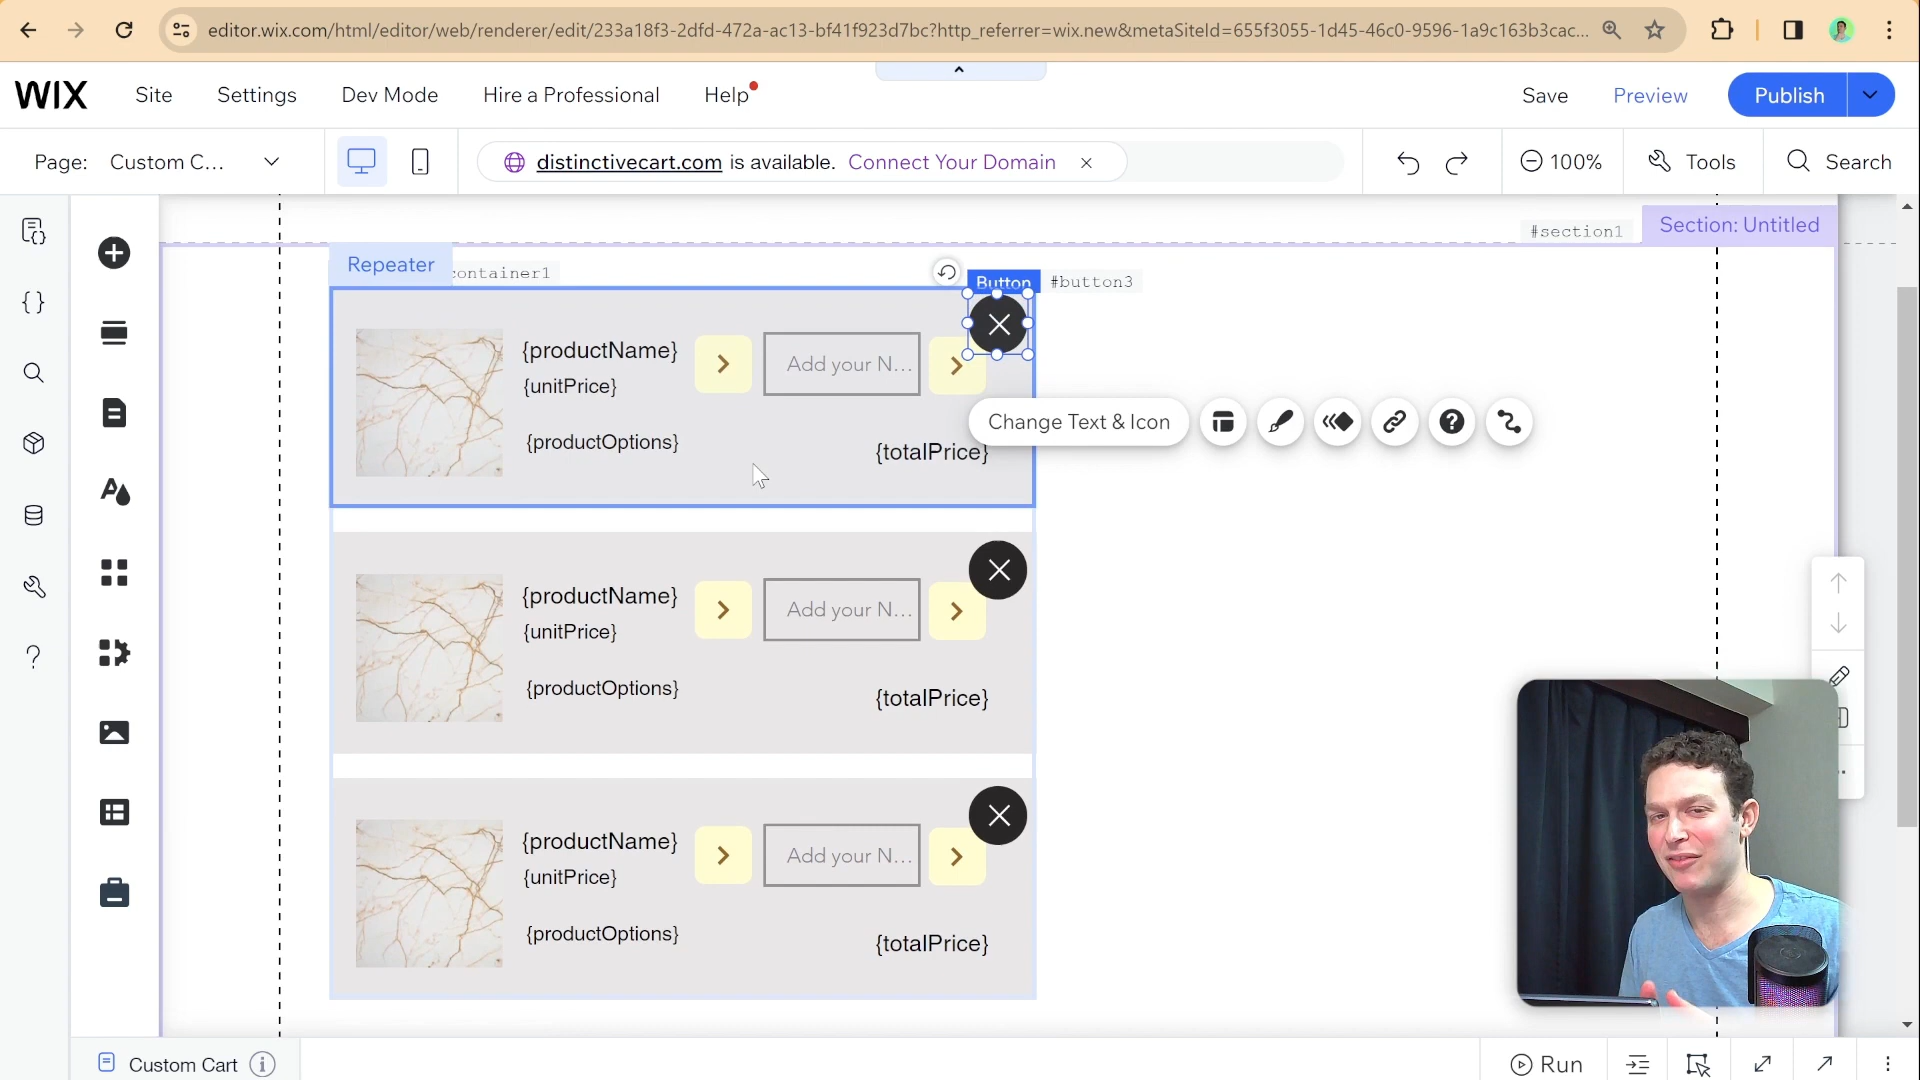 editor.wix.com/html/editor/web/renderer/edit/233a18f3-2dfd-472a-ac13-bf41f923d7bc?http_referrer=wix.new&metaSiteId=655f3055-1d45-46c0-9596-1a9c163b3cac...
WIX Site Settings Dev Mode Hire a Professional Help Save Preview Publish
Page: Custom C... distinctivecart.com is available. Connect Your Domain 100% Tools Search
#section1 Section: Untitled
Repeater container1 Button #button3
{productName}
Add your N...
{unitPrice}
Change Text & Icon
{productOptions} {totalPrice}
{productName}
Add your N...
{unitPrice}
{productOptions} {totalPrice}
{productName}
Add your N...
{unitPrice}
{productOptions} {totalPrice}
Custom Cart Run